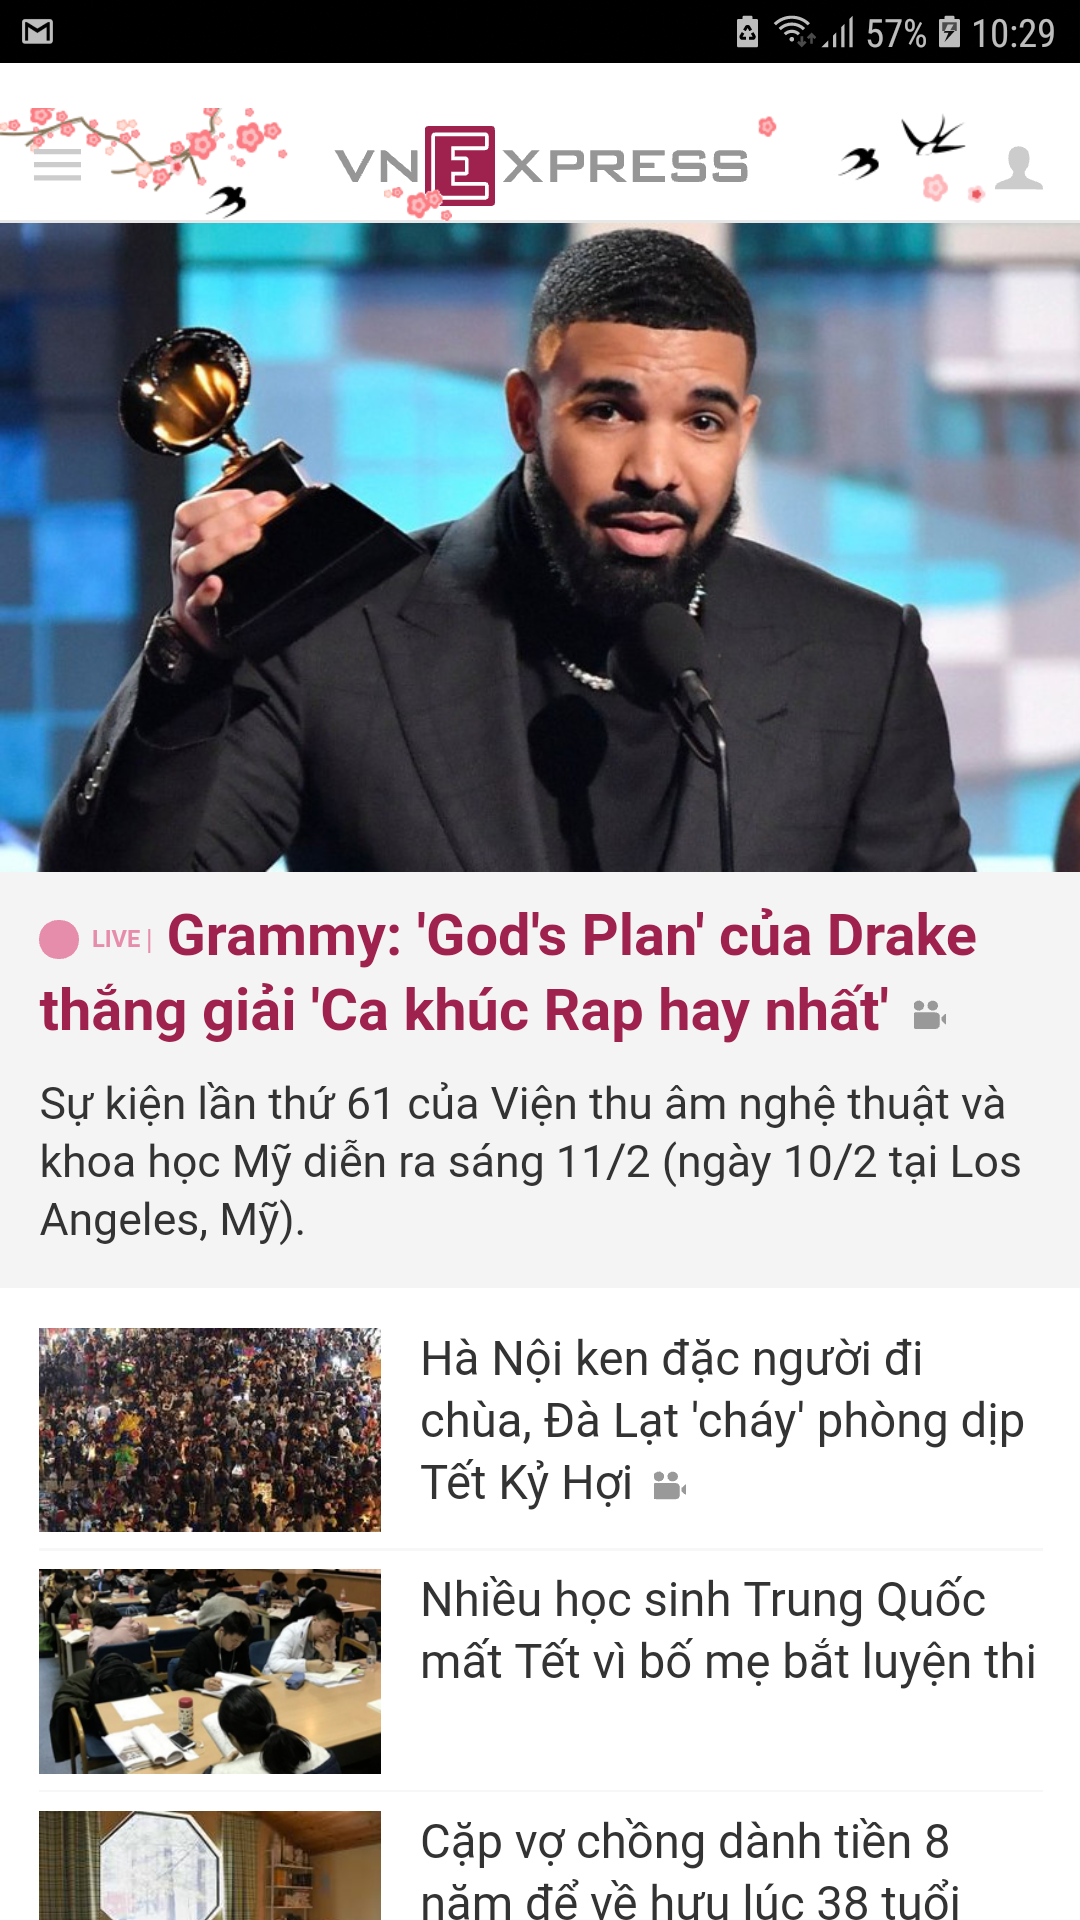 57% 10:29
VNEXPRESS
LIVE | Grammy: 'God's Plan' của Drake
thắng giải 'Ca khúc Rap hay nhất'
Sự kiện lần thứ 61 của Viện thu âm nghệ thuật và
khoa học Mỹ diễn ra sáng 11/2 (ngày 10/2 tại Los
Angeles, Mỹ).
Hà Nội ken đặc người đi
chùa, Đà Lạt 'cháy' phòng dịp
Tết Kỷ Hợi
Nhiều học sinh Trung Quốc
mất Tết vì bố mẹ bắt luyện thi
Cặp vợ chồng dành tiền 8
năm để về hưu lúc 38 tuổi